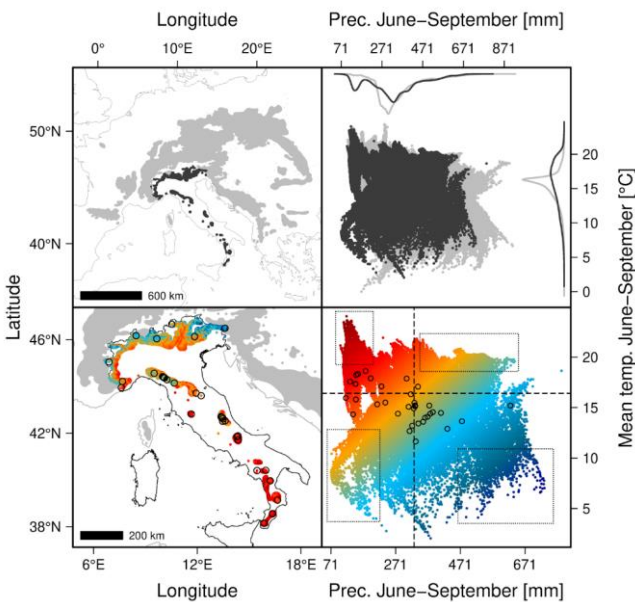 Longitude
Prec. June−September [mm]
0° 10°E 20°E
71 271 471 671 871
50°N
40°N
600 km
20
15
10
5
0
Mean temp. June−September [°C]
Latitude
46°N
42°N
38°N
200 km
20
15
10
5
6°E 12°E 18°E
71 271 471 671
Longitude
Prec. June−September [mm]